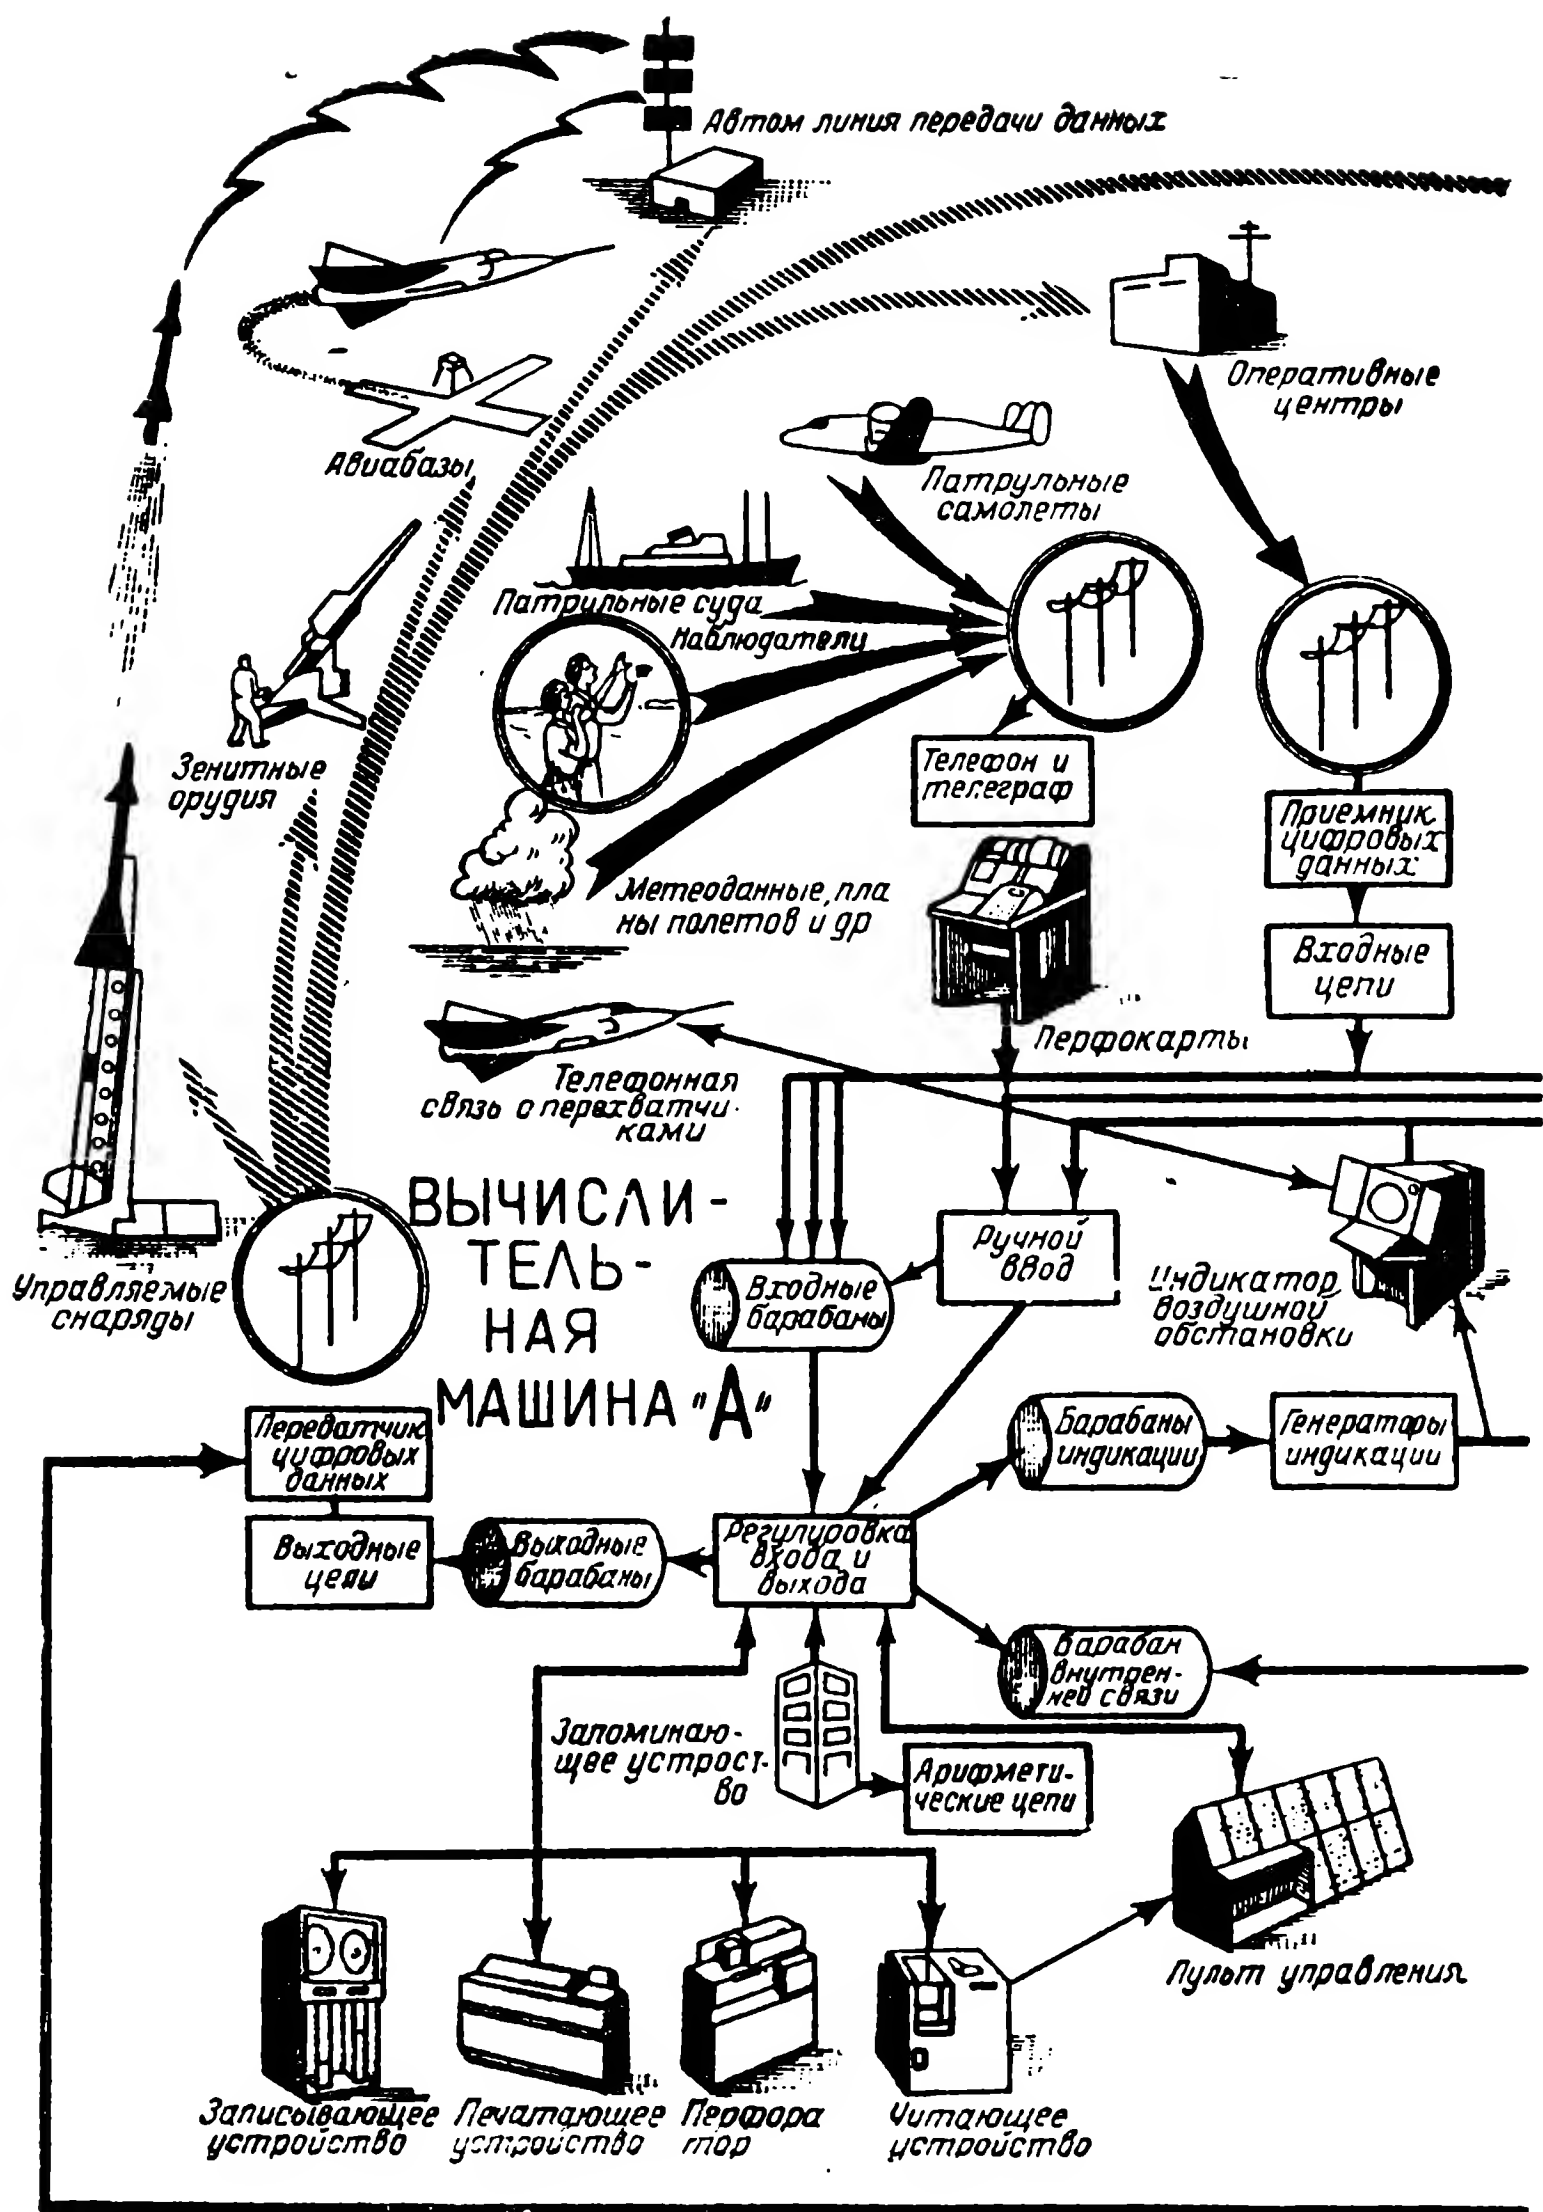 Автом линия передачи данных
Оперативные
центры
Авиабазы
Патрульные
самолеты
Патрульные суда
Наблюдатели
Зенитные
орудия
Телефон и
телеграф
Приемник
цифровых
данных
Метеоданные, пла
ны полетов и др
Входные
цепи
Перфокарты
Телефонная
связь с перехватчи-
ками
ВЫЧИСЛИ-
ТЕЛЬ-
НАЯ
МАШИНА "А"
Управляемые
снаряды
Входные
барабаны
Ручной
ввод
Индикатор
воздушной
обстановки
Передатчик
цифровых
данных
Барабаны
индикации
Генераторы
индикации
Выходные
цепи
Выходные
барабаны
Регулировка
входа и
выхода
Барабан
внутрен-
ней связи
Запоминаю-
щее устрост-
во
Арифмети-
ческие цепи
Пульт управления
Записывающее
устройство
Печатающее
устройство
Перфора
тор
Читающее
устройство